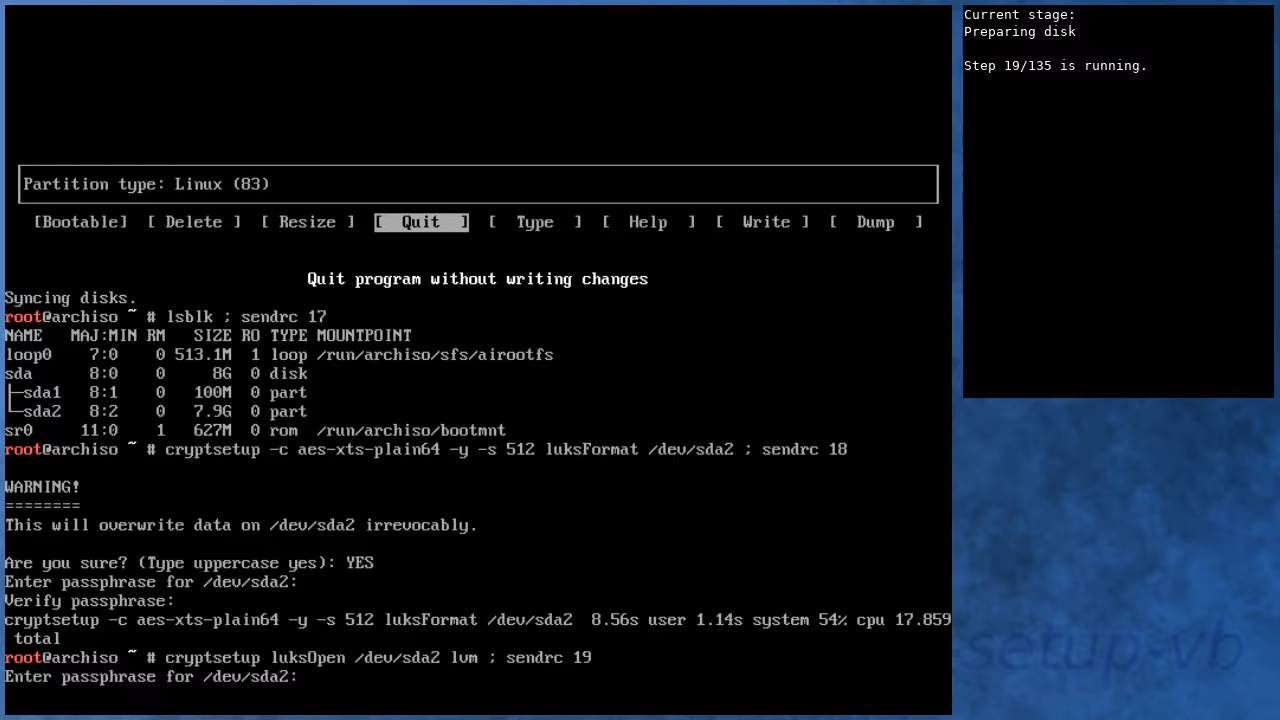 Current stage:
Preparing disk
Step 19/135 is running.
Partition type: Linux (83)
[Bootable]  [ Delete ]  [ Resize ]  [  Quit  ]  [  Type  ]  [  Help  ]  [  Write ]  [  Dump  ]
Quit program without writing changes
Syncing disks.
root@archiso ~ # lsblk ; sendrc 17
NAME   MAJ:MIN RM   SIZE RO TYPE MOUNTPOINT
loop0    7:0    0 513.1M  1 loop /run/archiso/sfs/airootfs
sda      8:0    0     8G  0 disk
├─sda1   8:1    0   100M  0 part
└─sda2   8:2    0   7.9G  0 part
sr0     11:0    1   627M  0 rom  /run/archiso/bootmnt
root@archiso ~ # cryptsetup -c aes-xts-plain64 -y -s 512 luksFormat /dev/sda2 ; sendrc 18
WARNING!
========
This will overwrite data on /dev/sda2 irrevocably.
Are you sure? (Type uppercase yes): YES
Enter passphrase for /dev/sda2:
Verify passphrase:
cryptsetup -c aes-xts-plain64 -y -s 512 luksFormat /dev/sda2  8.56s user 1.14s system 54% cpu 17.859
total
root@archiso ~ # cryptsetup luksOpen /dev/sda2 lvm ; sendrc 19
Enter passphrase for /dev/sda2:
setup-vb